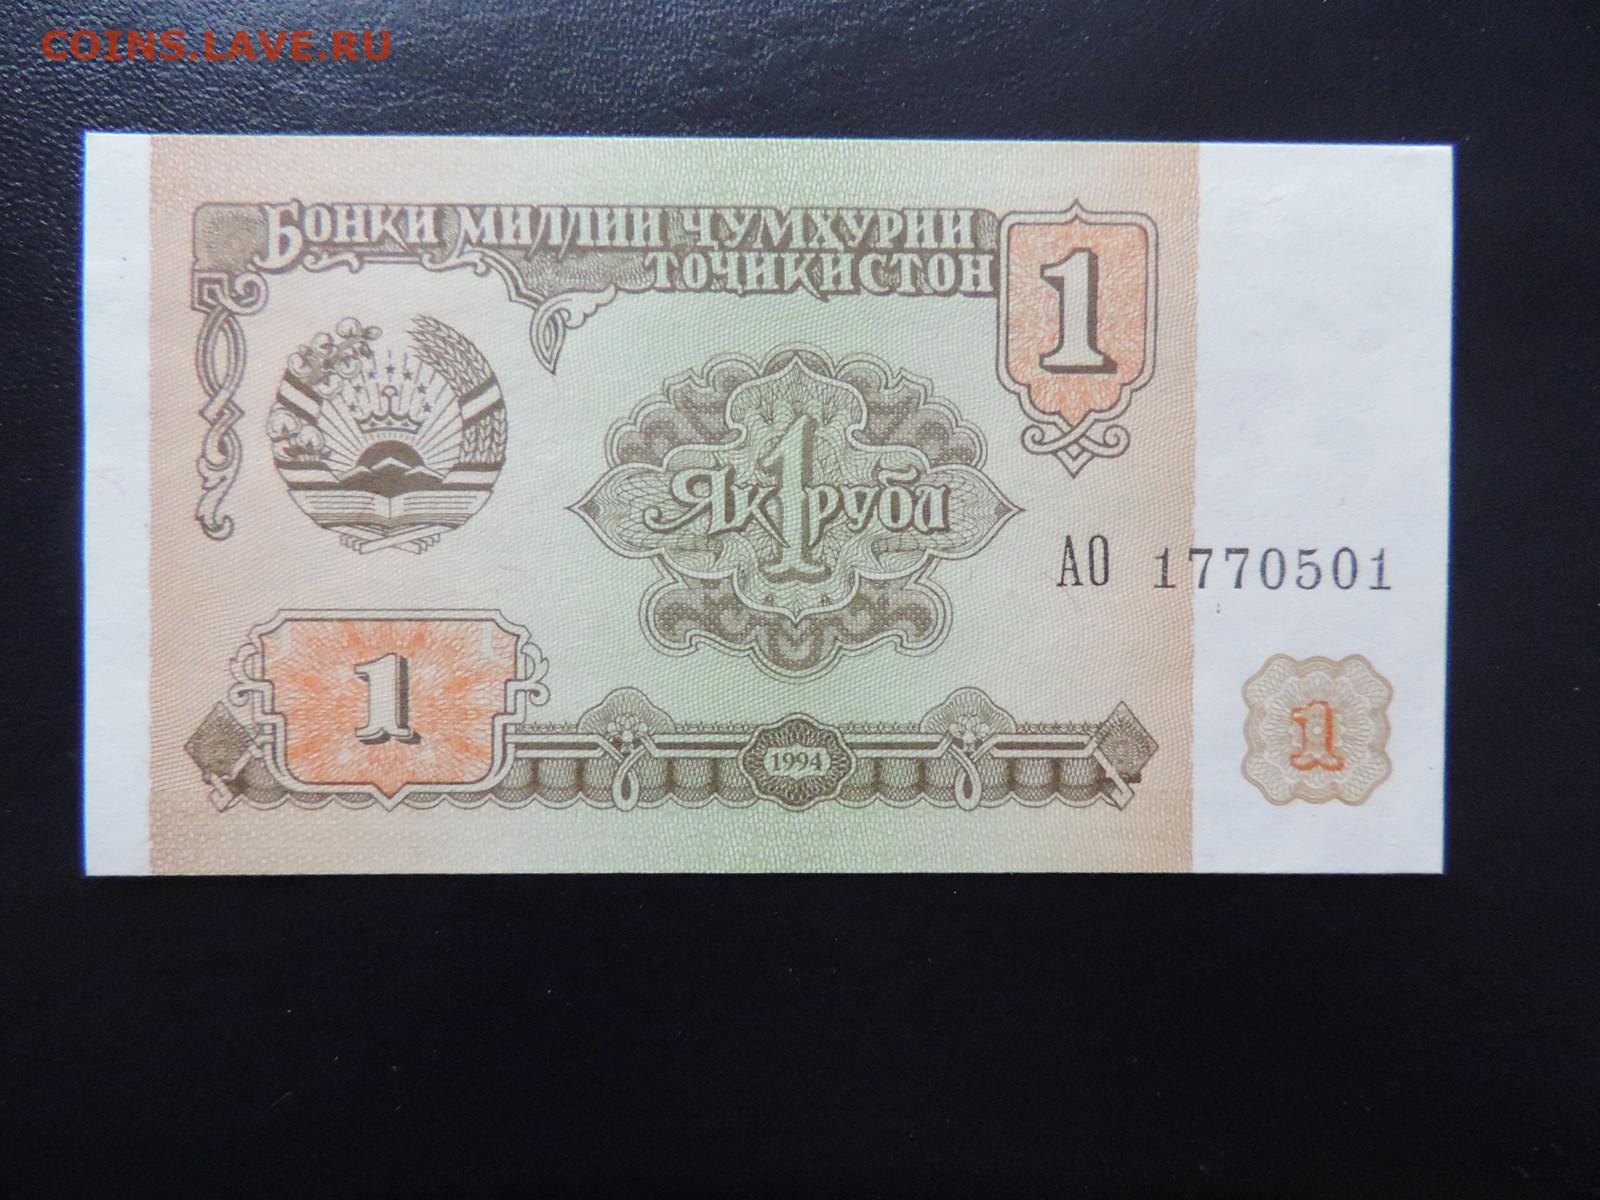 COINS.LAVE.RU
БОНКИ МИЛЛИИ ҶУМҲУРИИ
ТОҶИКИСТОН
1
ЯК 1 РУБЛ
АО 1770501
1
1994
1